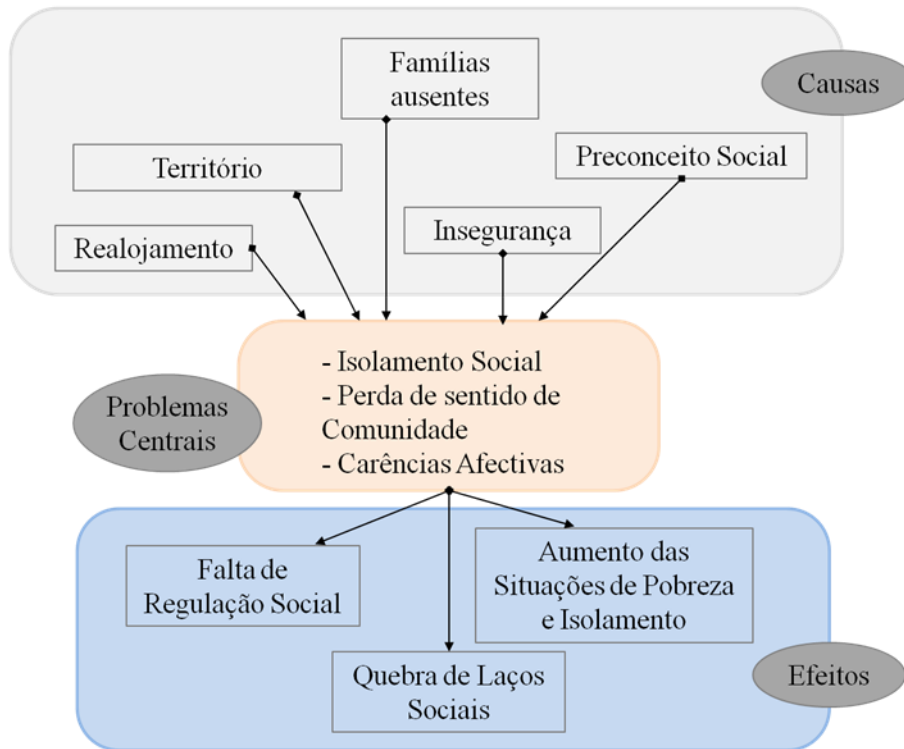 Famílias
ausentes
Causas
Preconceito Social
Território
Insegurança
Realojamento
- Isolamento Social
- Perda de sentido de
Comunidade
- Carências Afectivas
Problemas
Centrais
Falta de
Regulação Social
Aumento das
Situações de Pobreza
e Isolamento
Quebra de Laços
Sociais
Efeitos